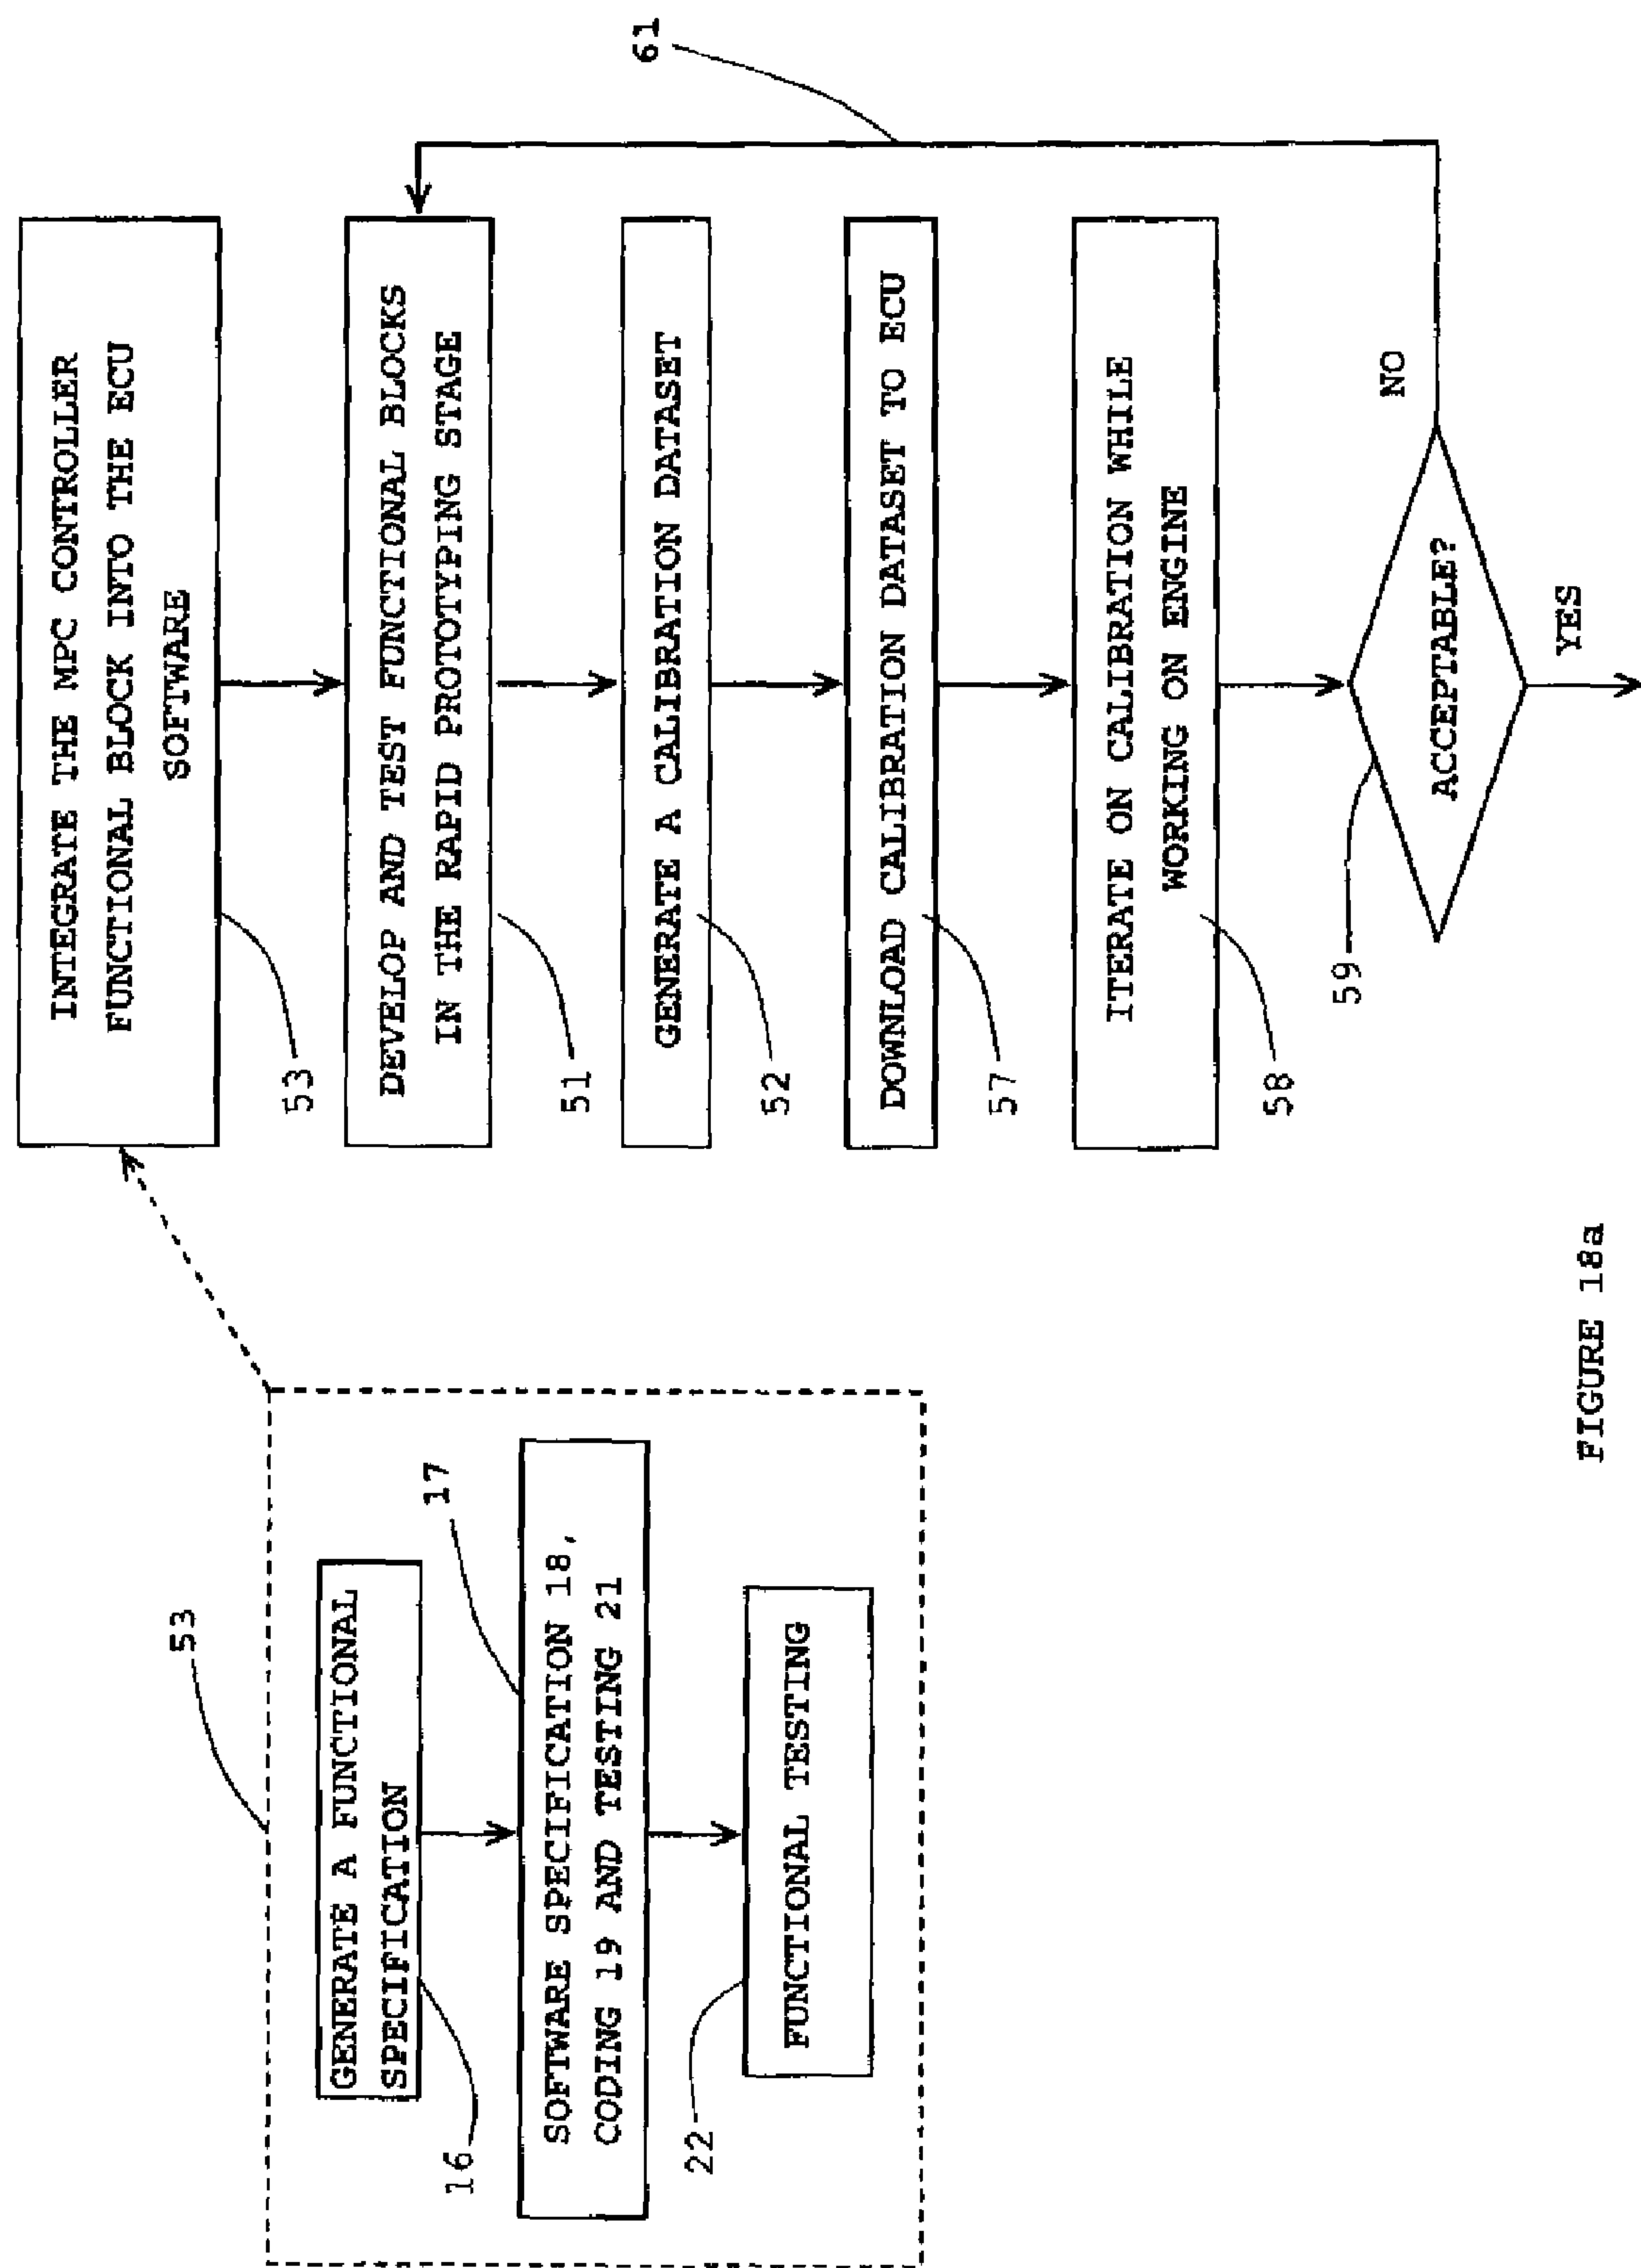 53
GENERATE A FUNCTIONAL
SPECIFICATION
16
SOFTWARE SPECIFICATION 18,
CODING 19 AND TESTING 21
17
FUNCTIONAL TESTING
22
INTEGRATE THE MPC CONTROLLER
FUNCTIONAL BLOCK INTO THE ECU
SOFTWARE
53
DEVELOP AND TEST FUNCTIONAL BLOCKS
IN THE RAPID PROTOTYPING STAGE
51
GENERATE A CALIBRATION DATASET
52
DOWNLOAD CALIBRATION DATASET TO ECU
57
ITERATE ON CALIBRATION WHILE
WORKING ON ENGINE
58
ACCEPTABLE?
59
NO
61
YES
FIGURE 18a